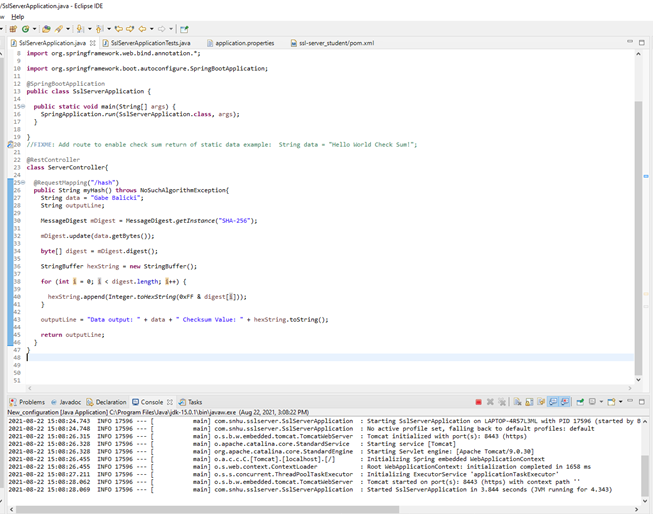 /SslServerApplication.java - Eclipse IDE
w Help
SslServerApplication.java SslServerApplicationTests.java application.properties ssl-server_student/pom.xml
8 import org.springframework.web.bind.annotation.*;
9
10 import org.springframework.boot.autoconfigure.SpringBootApplication;
11
12 @SpringBootApplication
13 public class SslServerApplication {
14
15 public static void main(String[] args) {
16 SpringApplication.run(SslServerApplication.class, args);
17 }
18
19 }
20 //FIXME: Add route to enable check sum return of static data example: String data = "Hello World Check Sum!";
21
22 @RestController
23 class ServerController{
24
25 @RequestMapping("/hash")
26 public String myHash() throws NoSuchAlgorithmException{
27 String data = "Gabe Balicki";
28 String outputLine;
29
30 MessageDigest mDigest = MessageDigest.getInstance("SHA-256");
31
32 mDigest.update(data.getBytes());
33
34 byte[] digest = mDigest.digest();
35
36 StringBuffer hexString = new StringBuffer();
37
38 for (int i = 0; i < digest.length; i++) {
39
40 hexString.append(Integer.toHexString(0xFF & digest[i]));
41 }
42
43 outputLine = "Data output: " + data + " Checksum Value: " + hexString.toString();
44
45 return outputLine;
46 }
47 }
48
49
50
51
Problems Javadoc Declaration Console Tasks
New_configuration [Java Application] C:\Program Files\Java\jdk-15.0.1\bin\javaw.exe (Aug 22, 2021, 3:08:22 PM)
2021-08-22 15:08:24.743 INFO 17596 --- [ main] com.snhu.sslserver.SslServerApplication : Starting SslServerApplication on LAPTOP-4R57L3ML with PID 17596 (started by B
2021-08-22 15:08:24.748 INFO 17596 --- [ main] com.snhu.sslserver.SslServerApplication : No active profile set, falling back to default profiles: default
2021-08-22 15:08:26.315 INFO 17596 --- [ main] o.s.b.w.embedded.tomcat.TomcatWebServer : Tomcat initialized with port(s): 8443 (https)
2021-08-22 15:08:26.328 INFO 17596 --- [ main] o.apache.catalina.core.StandardService : Starting service [Tomcat]
2021-08-22 15:08:26.328 INFO 17596 --- [ main] org.apache.catalina.core.StandardEngine : Starting Servlet engine: [Apache Tomcat/9.0.30]
2021-08-22 15:08:26.455 INFO 17596 --- [ main] o.a.c.c.C.[Tomcat].[localhost].[/] : Initializing Spring embedded WebApplicationContext
2021-08-22 15:08:26.455 INFO 17596 --- [ main] o.s.web.context.ContextLoader : Root WebApplicationContext: initialization completed in 1658 ms
2021-08-22 15:08:27.211 INFO 17596 --- [ main] o.s.s.concurrent.ThreadPoolTaskExecutor : Initializing ExecutorService 'applicationTaskExecutor'
2021-08-22 15:08:28.062 INFO 17596 --- [ main] o.s.b.w.embedded.tomcat.TomcatWebServer : Tomcat started on port(s): 8443 (https) with context path ''
2021-08-22 15:08:28.069 INFO 17596 --- [ main] com.snhu.sslserver.SslServerApplication : Started SslServerApplication in 3.844 seconds (JVM running for 4.343)